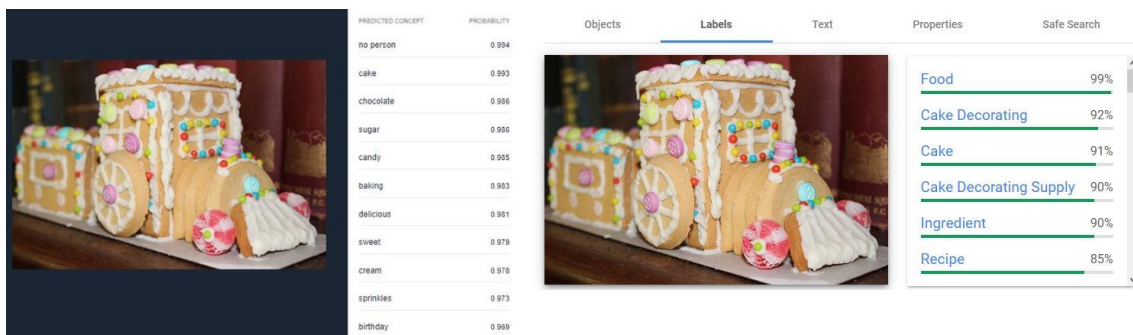 PREDICTED CONCEPT PROBABILITY
no person 0.994
cake 0.993
chocolate 0.986
sugar 0.986
candy 0.985
baking 0.983
delicious 0.981
sweet 0.979
cream 0.978
sprinkles 0.973
birthday 0.969
Objects Labels Text Properties Safe Search
Food 99%
Cake Decorating 92%
Cake 91%
Cake Decorating Supply 90%
Ingredient 90%
Recipe 85%